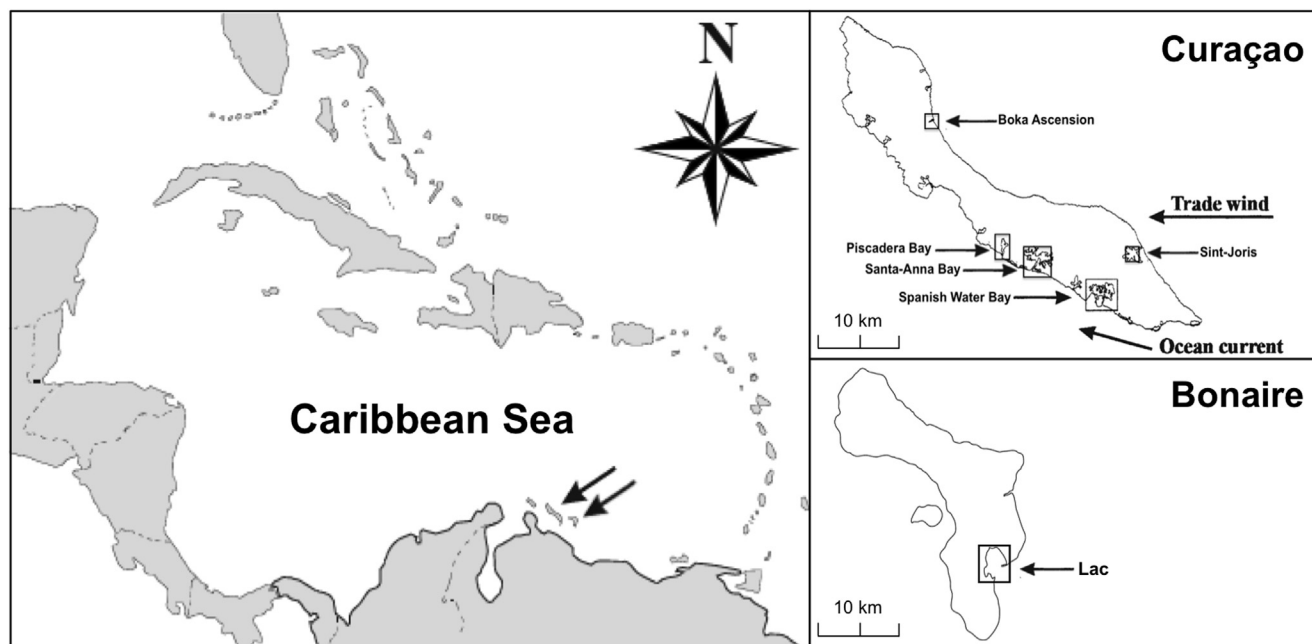 N
Caribbean Sea
Curaçao
Boka Ascension
Trade wind
Piscadera Bay
Sint-Joris
Santa-Anna Bay
Spanish Water Bay
10 km
Ocean current
Bonaire
Lac
10 km